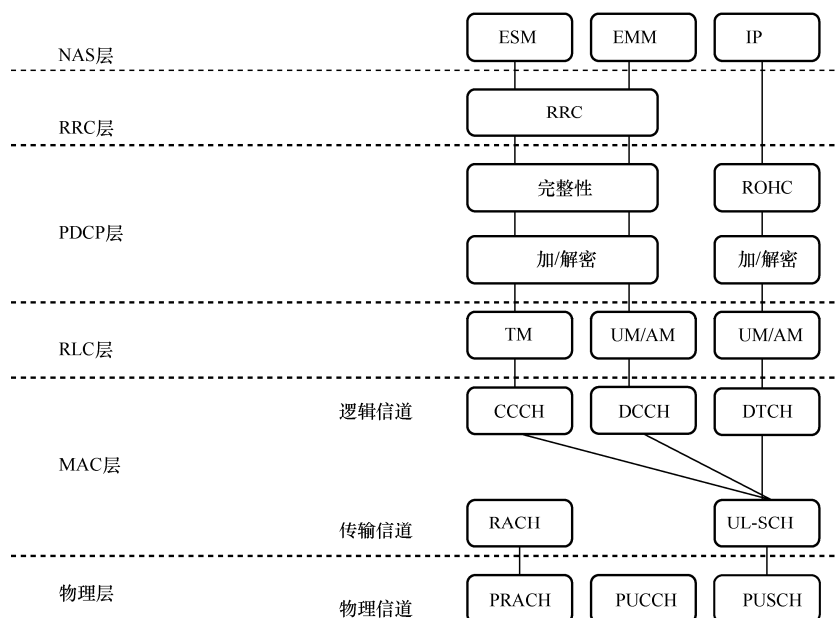 NAS层 ESM EMM IP
RRC层 RRC
完整性 ROHC
PDCP层
加/解密 加/解密
RLC层 TM UM/AM UM/AM
逻辑信道 CCCH DCCH DTCH
MAC层
传输信道 RACH UL-SCH
物理层 物理信道 PRACH PUCCH PUSCH